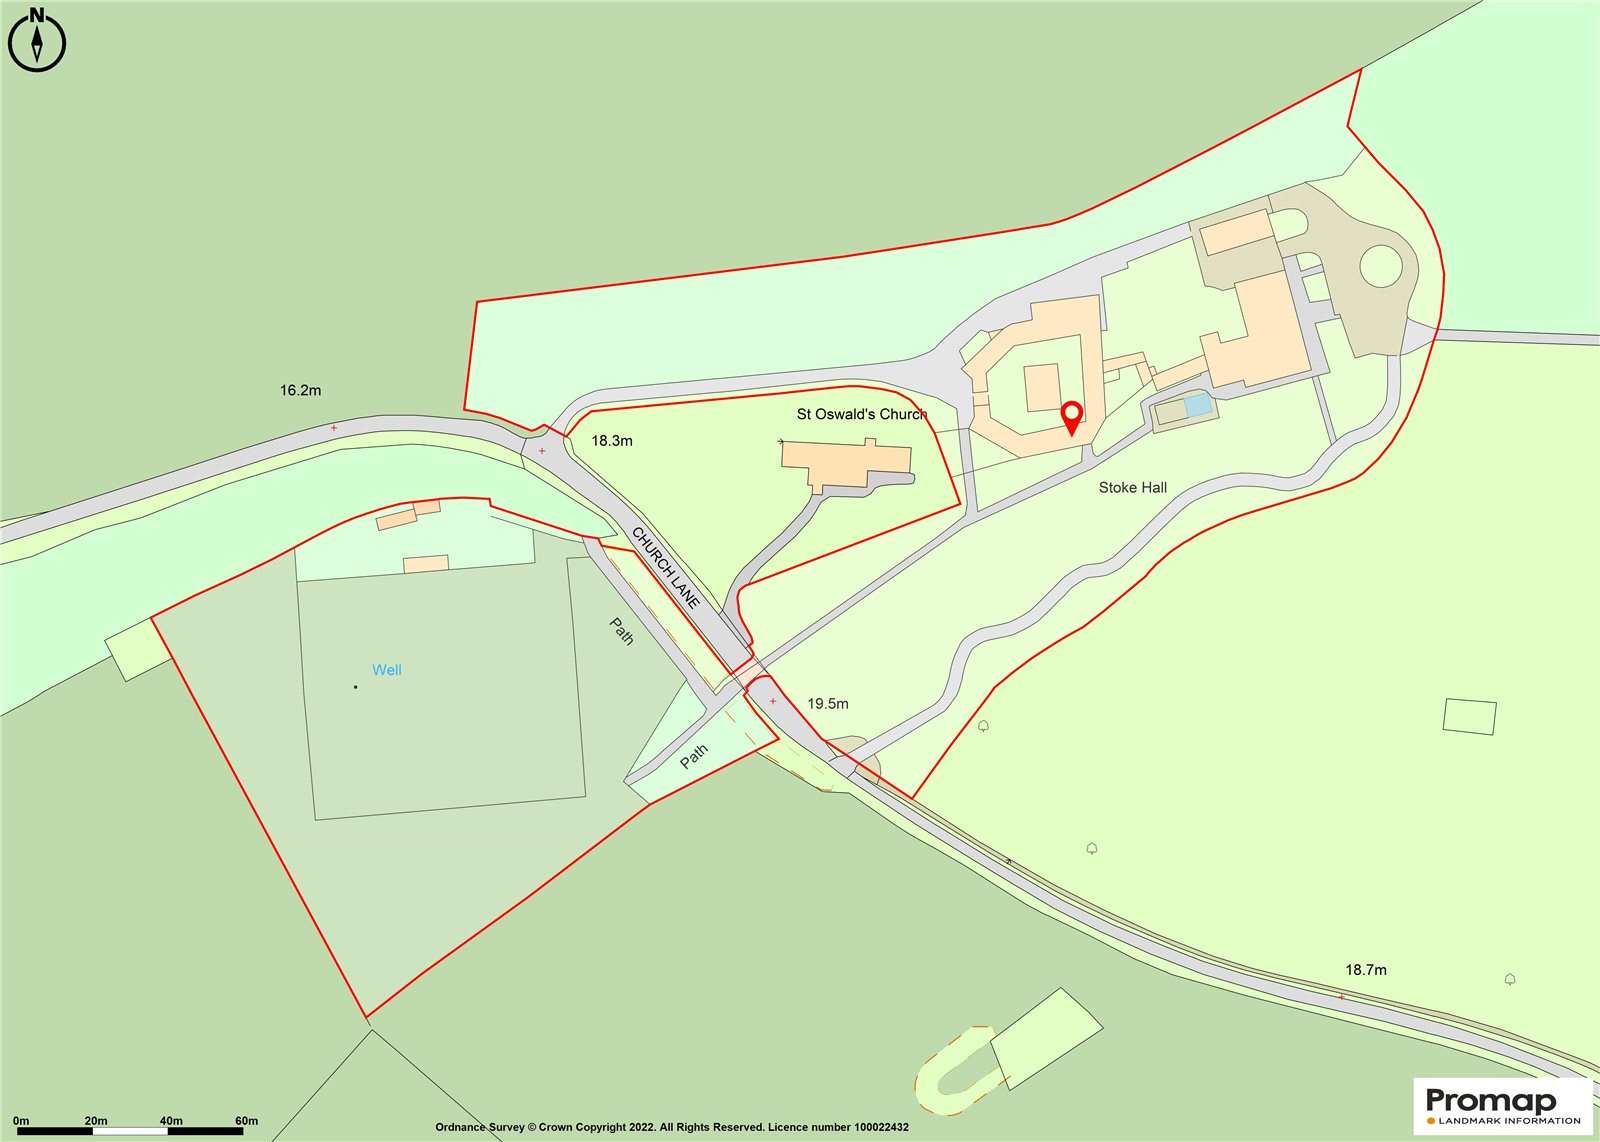 N
16.2m
St Oswald's Church
18.3m
Stoke Hall
CHURCH LANE
Path
Well
19.5m
Path
18.7m
0m 20m 40m 60m
Ordnance Survey © Crown Copyright 2022. All Rights Reserved. Licence number 100022432
Promap
LANDMARK INFORMATION